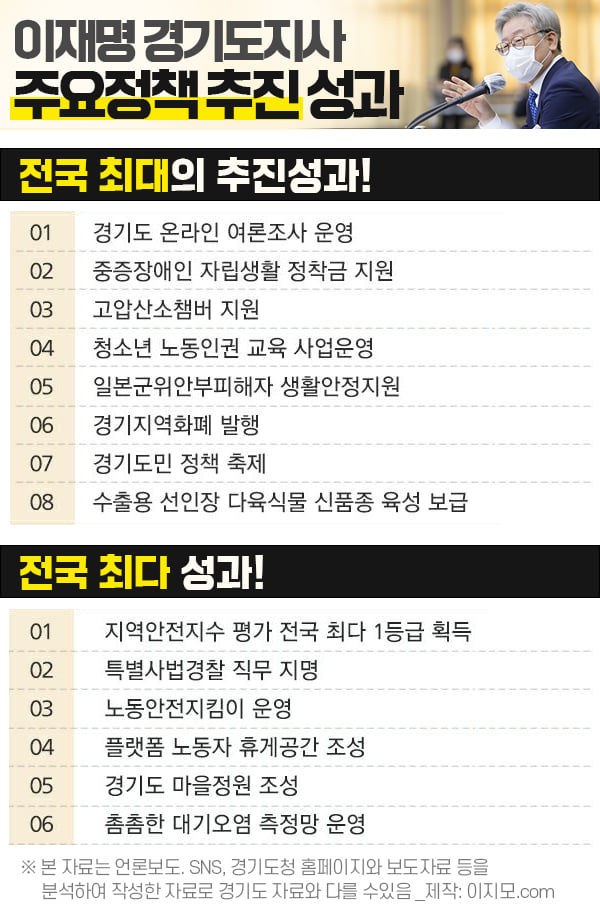 이재명 경기도지사
주요정책 추진 성과
전국 최대의 추진성과!
01 경기도 온라인 여론조사 운영
02 중증장애인 자립생활 정착금 지원
03 고압산소챔버 지원
04 청소년 노동인권 교육 사업운영
05 일본군위안부피해자 생활안정지원
06 경기지역화폐 발행
07 경기도민 정책 축제
08 수출용 선인장 다육식물 신품종 육성 보급
전국 최다 성과!
01 지역안전지수 평가 전국 최다 1등급 획득
02 특별사법경찰 직무 지명
03 노동안전지킴이 운영
04 플랫폼 노동자 휴게공간 조성
05 경기도 마을정원 조성
06 촘촘한 대기오염 측정망 운영
※ 본 자료는 언론보도. SNS, 경기도청 홈페이지와 보도자료 등을
분석하여 작성한 자료로 경기도 자료와 다를 수있음 _제작: 이지모.com